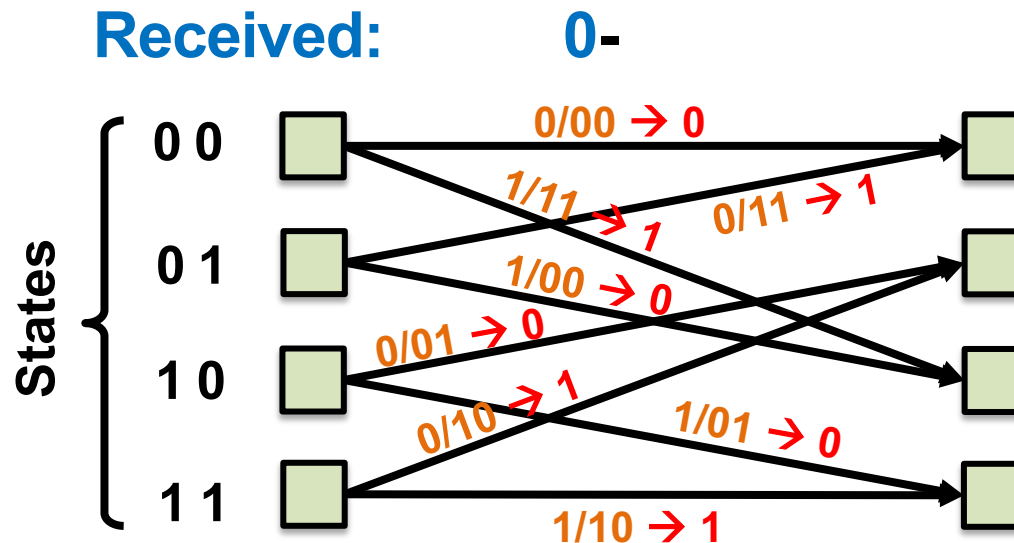 Received: 0-
States
0 0
0/00 → 0
1/11 → 1
0/11 → 1
0 1
1/00 → 0
0/01 → 0
1 0
0/10 → 1
1/01 → 0
1 1
1/10 → 1